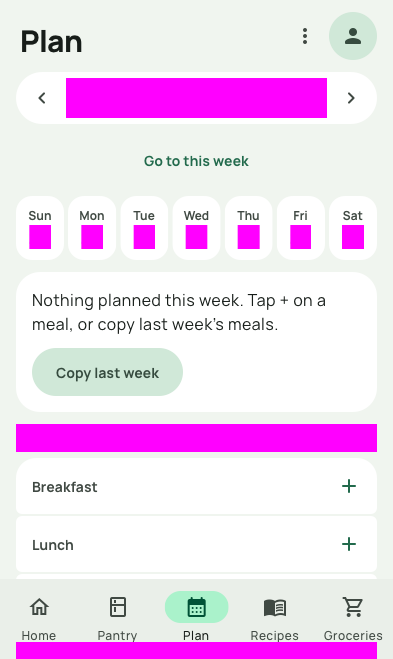 Plan
Go to this week
Sun Mon Tue Wed Thu Fri Sat
Nothing planned this week. Tap + on a
meal, or copy last week's meals.
Copy last week
Breakfast
Lunch
Home Pantry Plan Recipes Groceries